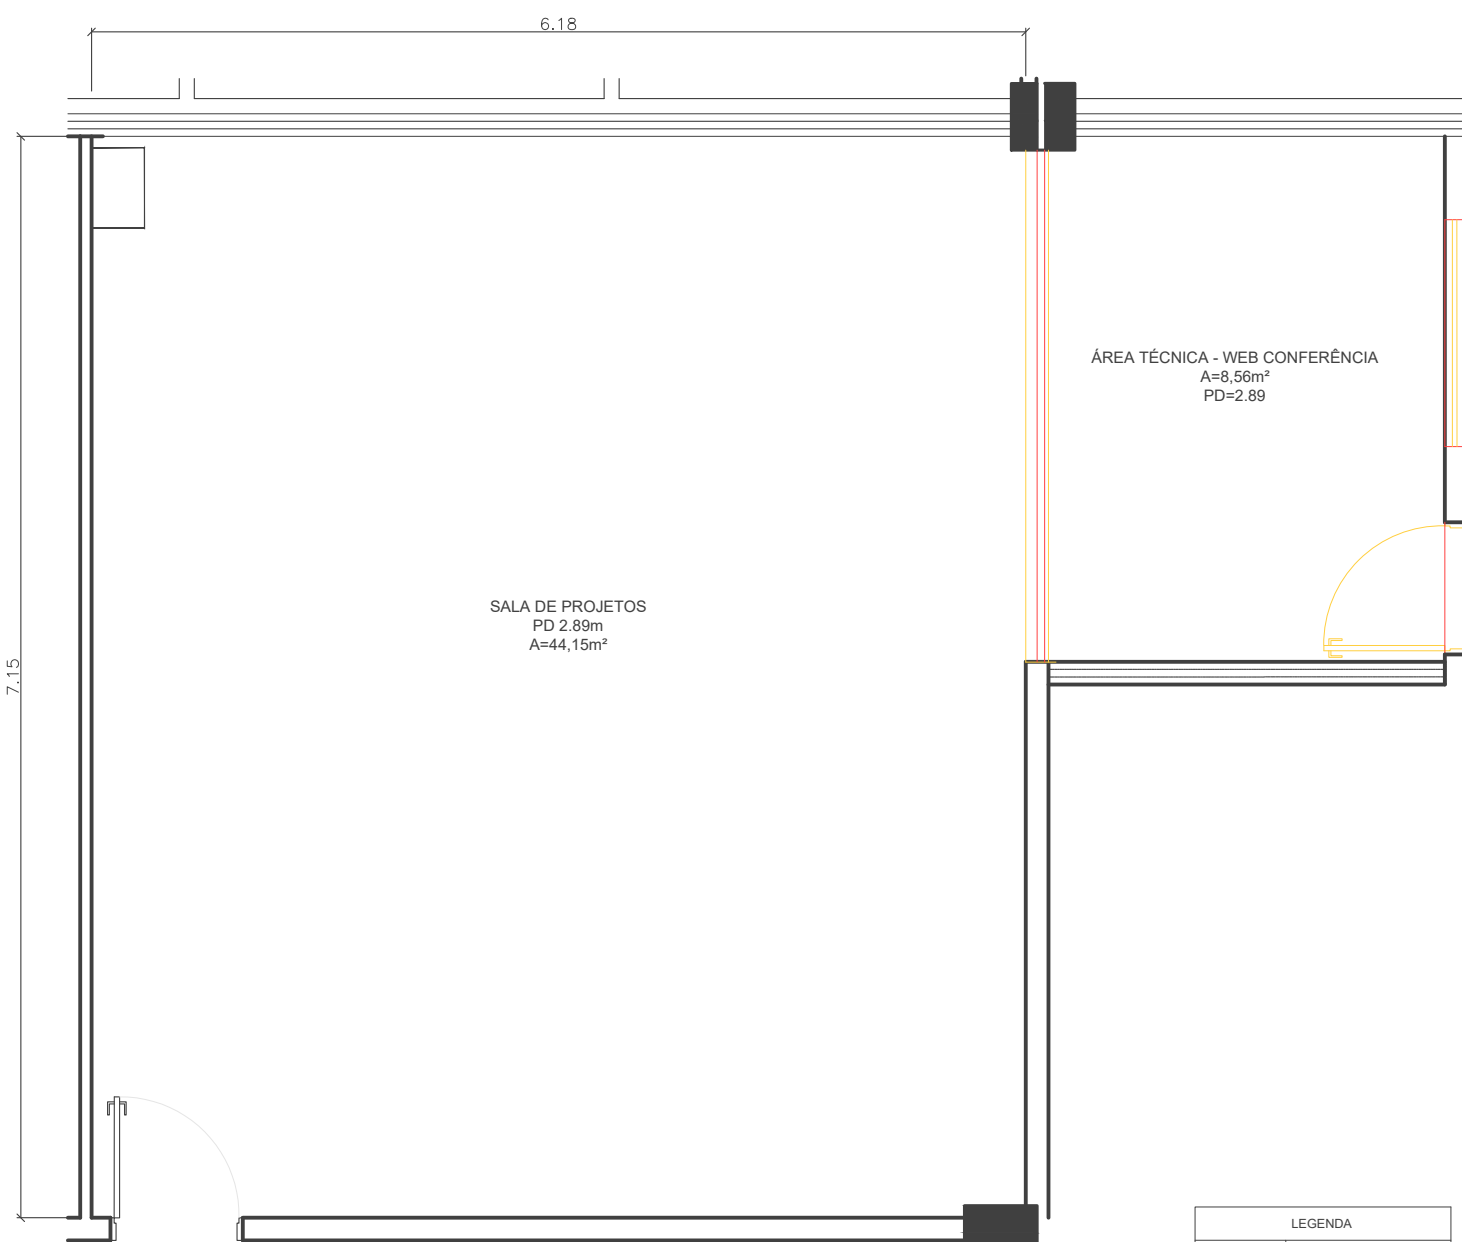 6.18
ÁREA TÉCNICA - WEB CONFERÊNCIA
A=8,56m²
PD=2.89
SALA DE PROJETOS
PD 2.89m
A=44,15m²
7.15
LEGENDA